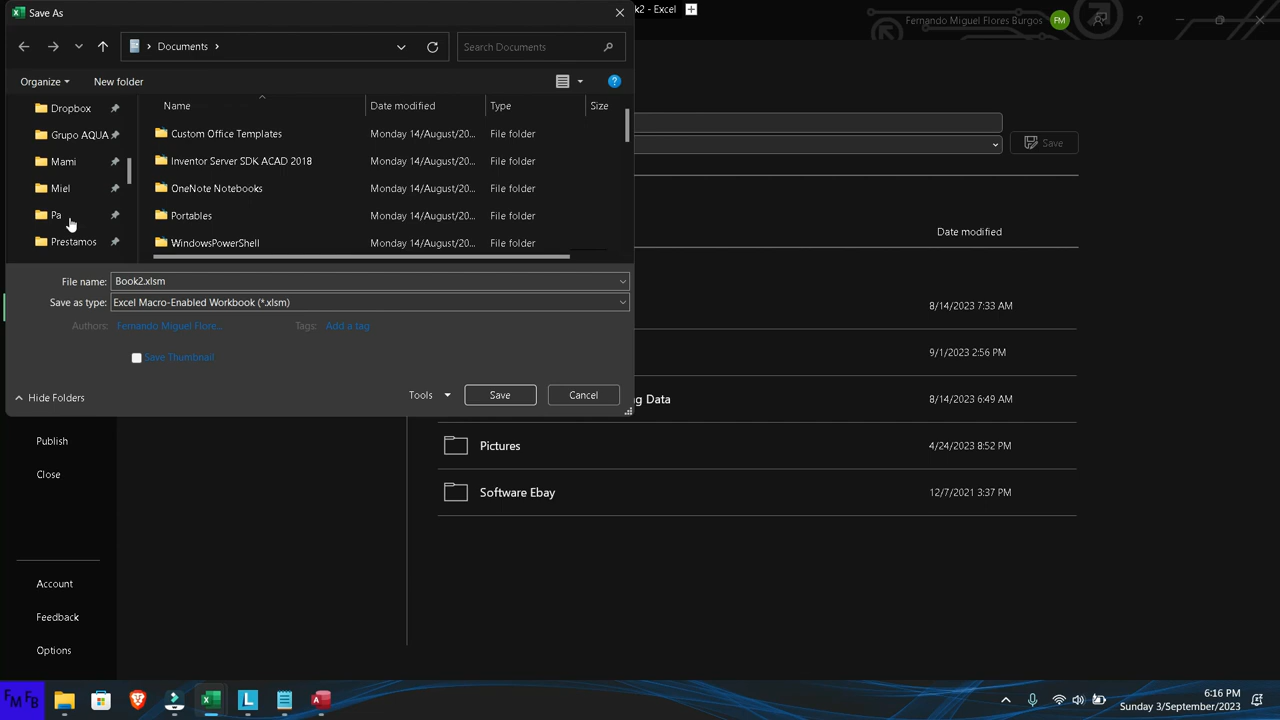 Save As
k2 - Excel
Fernando Miguel Flores Burgos FM
Documents
Search Documents
Organize
New folder
Name Date modified Type Size
Dropbox
Grupo AQUA
Mami
Miel
Pa
Prestamos
Custom Office Templates Monday 14/August/20... File folder
Inventor Server SDK ACAD 2018 Monday 14/August/20... File folder
OneNote Notebooks Monday 14/August/20... File folder
Portables Monday 14/August/20... File folder
WindowsPowerShell Monday 14/August/20... File folder
File name: Book2.xlsm
Save as type: Excel Macro-Enabled Workbook (*.xlsm)
Authors: Fernando Miguel Flore... Tags: Add a tag
Save Thumbnail
Hide Folders
Tools Save Cancel
Save
Date modified
8/14/2023 7:33 AM
9/1/2023 2:56 PM
g Data 8/14/2023 6:49 AM
Pictures 4/24/2023 8:52 PM
Software Ebay 12/7/2021 3:37 PM
Publish
Close
Account
Feedback
Options
FM FB
6:16 PM
Sunday 3/September/2023